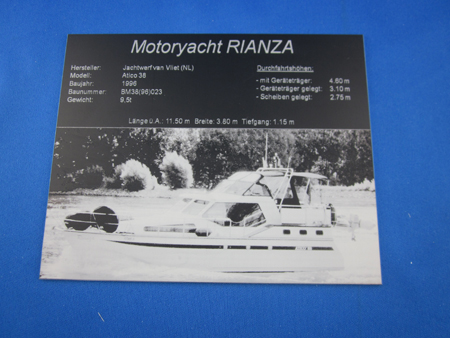 Motoryacht RIANZA
Hersteller: Jachtwerf van Vliet (NL)
Modell: Atico 38
Baujahr: 1996
Baunummer: BM38(96)023
Gewicht: 9,5t
Durchfahrtshöhen:
- mit Geräteträger: 4.60 m
- Geräteträger gelegt: 3.10 m
- Scheiben gelegt: 2.75 m
Länge ü.A.: 11.50 m Breite: 3.80 m Tiefgang: 1.15 m